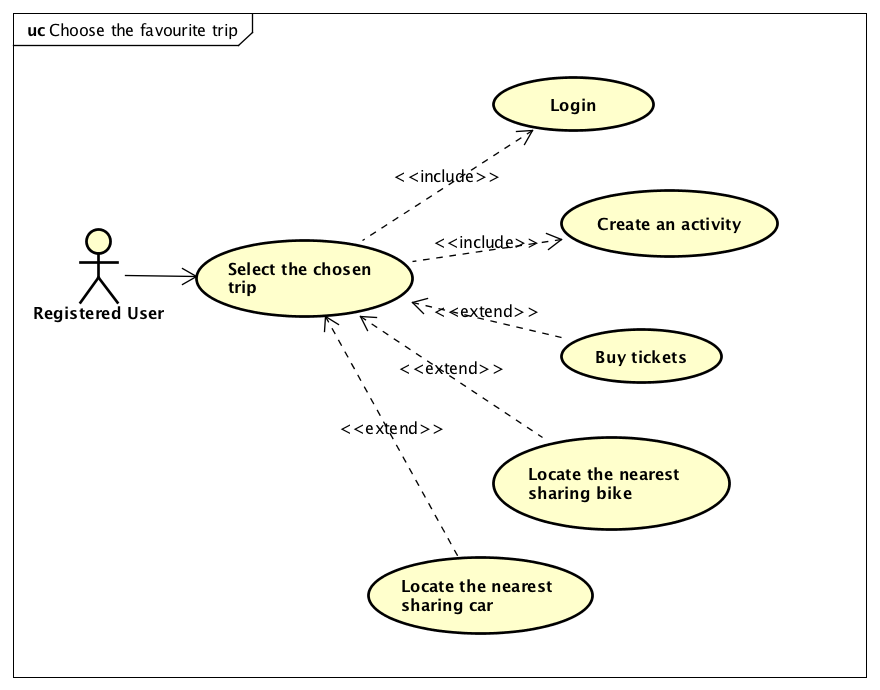 uc Choose the favourite trip
Login
<<include>>
Create an activity
<<include>>
Select the chosen
trip
Registered User
<<extend>>
Buy tickets
<<extend>>
<<extend>>
Locate the nearest
sharing bike
Locate the nearest
sharing car